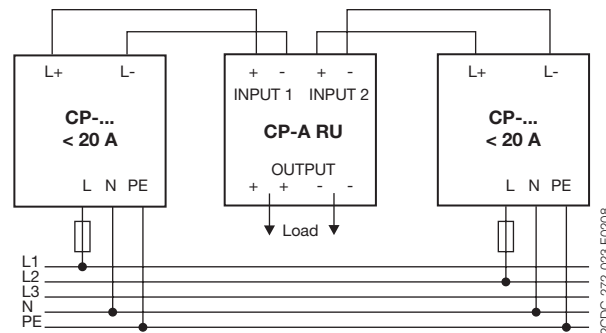 L+ L-
CP-...
< 20 A
L N PE
+ - + -
INPUT 1 INPUT 2
CP-A RU
OUTPUT
+ + - -
Load
L+ L-
CP-...
< 20 A
L N PE
L1
L2
L3
N
PE
2CDC 272 023 F0208